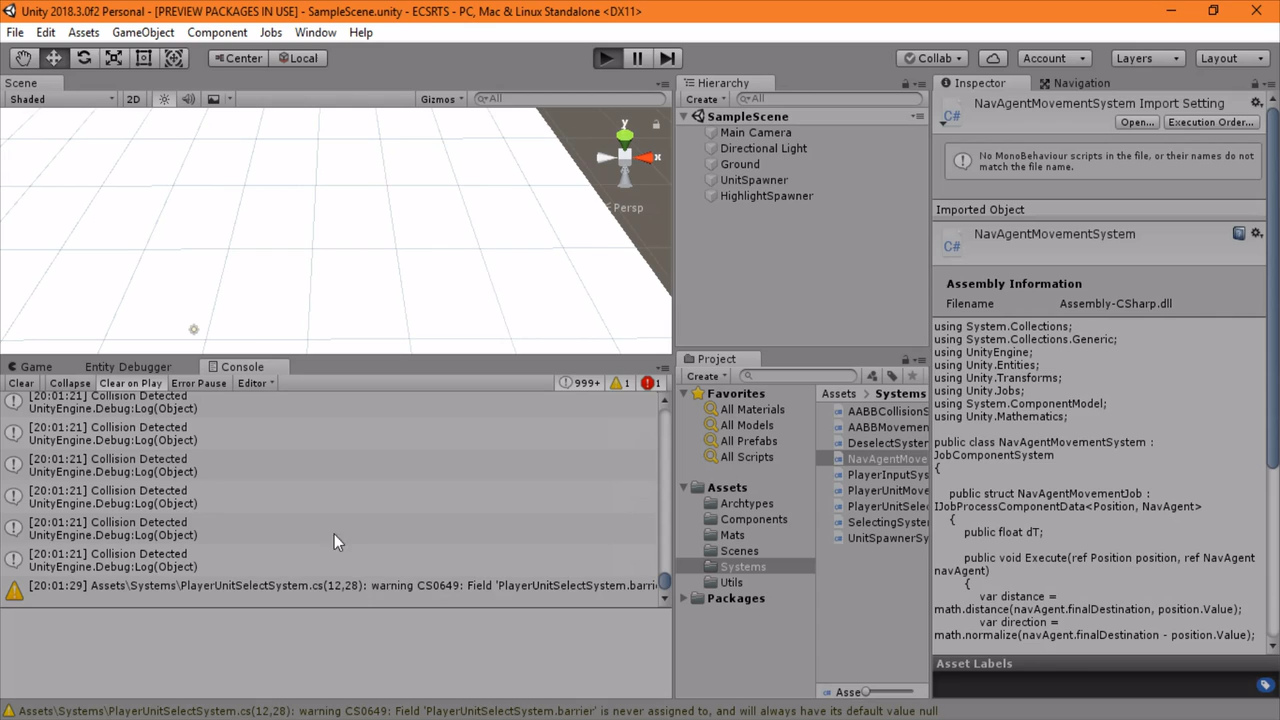 Unity 2018.3.0f2 Personal - [PREVIEW PACKAGES IN USE] - SampleScene.unity - ECSRTS - PC, Mac & Linux Standalone <DX11>
File Edit Assets GameObject Component Jobs Window Help
Center Local Collab Account Layers Layout
Scene
Shaded 2D Gizmos All
y
x
Persp
Hierarchy
Create All
SampleScene
Main Camera
Directional Light
Ground
UnitSpawner
HighlightSpawner
Game Entity Debugger Console
Clear Collapse Clear on Play Error Pause Editor 999+ 1 1
[20:01:21] Collision Detected
UnityEngine.Debug:Log(Object)
[20:01:21] Collision Detected
UnityEngine.Debug:Log(Object)
[20:01:21] Collision Detected
UnityEngine.Debug:Log(Object)
[20:01:21] Collision Detected
UnityEngine.Debug:Log(Object)
[20:01:21] Collision Detected
UnityEngine.Debug:Log(Object)
[20:01:21] Collision Detected
UnityEngine.Debug:Log(Object)
[20:01:29] Assets\Systems\PlayerUnitSelectSystem.cs(12,28): warning CS0649: Field 'PlayerUnitSelectSystem.barrie
Project
Create
Favorites
All Materials
All Models
All Prefabs
All Scripts
Assets
Archtypes
Components
Mats
Scenes
Systems
Utils
Packages
Assets Systems
AABBCollisionS
AABBMovemen
DeselectSystem
NavAgentMove
PlayerInputSys
PlayerUnitMove
PlayerUnitSelec
SelectingSyste
UnitSpawnerSy
Asse
Inspector Navigation
NavAgentMovementSystem Import Setting
Open... Execution Order...
No MonoBehaviour scripts in the file, or their names do not
match the file name.
Imported Object
NavAgentMovementSystem
C#
Assembly Information
Filename Assembly-CSharp.dll
using System.Collections;
using System.Collections.Generic;
using UnityEngine;
using Unity.Entities;
using Unity.Transforms;
using Unity.Jobs;
using System.ComponentModel;
using Unity.Mathematics;
public class NavAgentMovementSystem :
JobComponentSystem
{
public struct NavAgentMovementJob :
IJobProcessComponentData<Position, NavAgent>
{
public float dT;
public void Execute(ref Position position, ref NavAgent
navAgent)
{
var distance =
math.distance(navAgent.finalDestination, position.Value);
var direction =
math.normalize(navAgent.finalDestination - position.Value);
Asset Labels
Assets\Systems\PlayerUnitSelectSystem.cs(12,28): warning CS0649: Field 'PlayerUnitSelectSystem.barrier' is never assigned to, and will always have its default value null